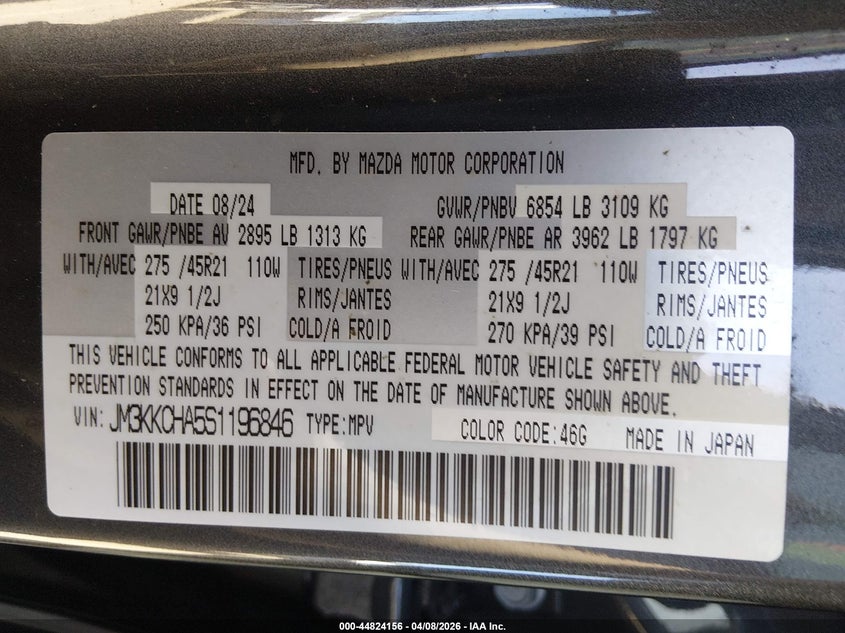 MFD. BY MAZDA MOTOR CORPORATION
DATE 08/24 GVWR/PNBV 6854 LB 3109 KG
FRONT GAWR/PNBE AV 2895 LB 1313 KG REAR GAWR/PNBE AR 3962 LB 1797 KG
WITH/AVEC 275 /45R21 110W TIRES/PNEUS WITH/AVEC 275 /45R21 110W TIRES/PNEUS
21X9 1/2J RIMS/JANTES 21X9 1/2J RIMS/JANTES
250 KPA/36 PSI COLD/A FROID 270 KPA/39 PSI COLD/A FROID
THIS VEHICLE CONFORMS TO ALL APPLICABLE FEDERAL MOTOR VEHICLE SAFETY AND THEFT
PREVENTION STANDARDS IN EFFECT ON THE DATE OF MANUFACTURE SHOWN ABOVE.
VIN: JM3KKCHA5S1196846 TYPE:MPV COLOR CODE:46G MADE IN JAPAN
000-44824156 - 04/08/2026 - IAA Inc.